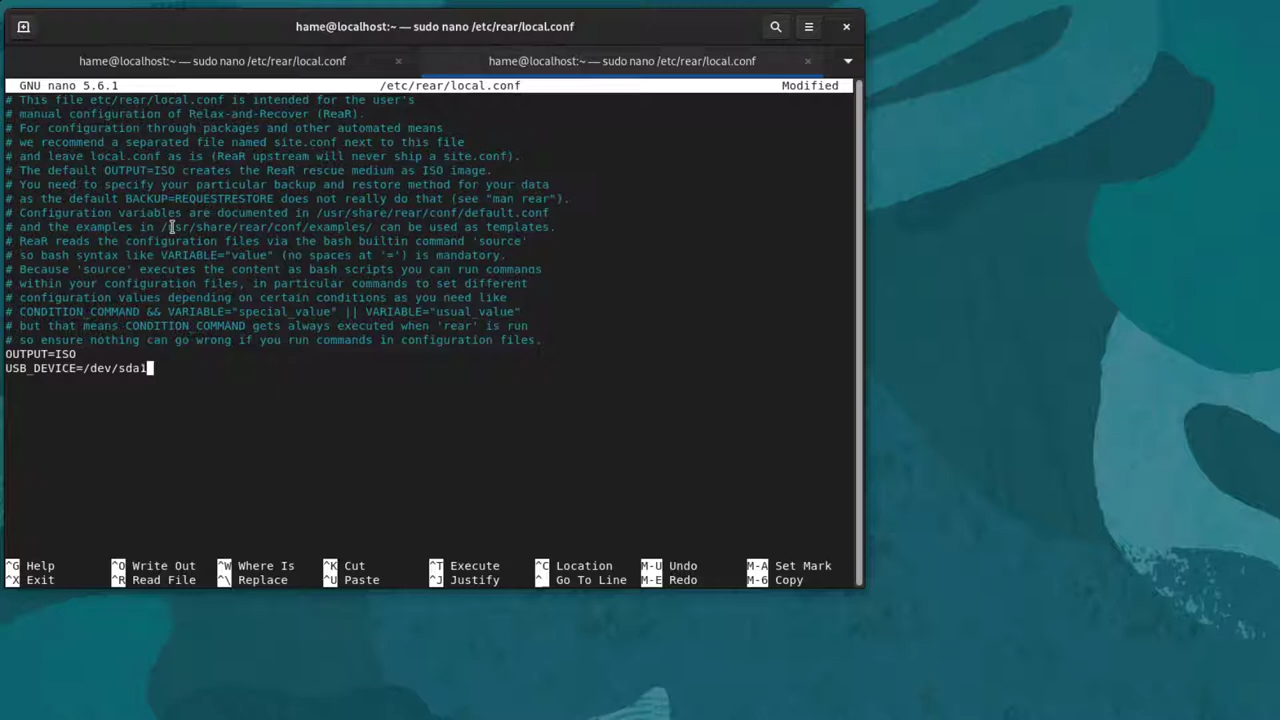 hame@localhost:~ — sudo nano /etc/rear/local.conf
hame@localhost:~ — sudo nano /etc/rear/local.conf × hame@localhost:~ — sudo nano /etc/rear/local.conf ×
GNU nano 5.6.1 /etc/rear/local.conf Modified
# This file etc/rear/local.conf is intended for the user's
# manual configuration of Relax-and-Recover (ReaR).
# For configuration through packages and other automated means
# we recommend a separated file named site.conf next to this file
# and leave local.conf as is (ReaR upstream will never ship a site.conf).
# The default OUTPUT=ISO creates the ReaR rescue medium as ISO image.
# You need to specify your particular backup and restore method for your data
# as the default BACKUP=REQUESTRESTORE does not really do that (see "man rear").
# Configuration variables are documented in /usr/share/rear/conf/default.conf
# and the examples in /usr/share/rear/conf/examples/ can be used as templates.
# ReaR reads the configuration files via the bash builtin command 'source'
# so bash syntax like VARIABLE="value" (no spaces at '=') is mandatory.
# Because 'source' executes the content as bash scripts you can run commands
# within your configuration files, in particular commands to set different
# configuration values depending on certain conditions as you need like
# CONDITION_COMMAND && VARIABLE="special_value" || VARIABLE="usual_value"
# but that means CONDITION_COMMAND gets always executed when 'rear' is run
# so ensure nothing can go wrong if you run commands in configuration files.
OUTPUT=ISO
USB_DEVICE=/dev/sda1
^G Help ^O Write Out ^W Where Is ^K Cut ^T Execute ^C Location M-U Undo M-A Set Mark
^X Exit ^R Read File ^\ Replace ^U Paste ^J Justify ^_ Go To Line M-E Redo M-6 Copy